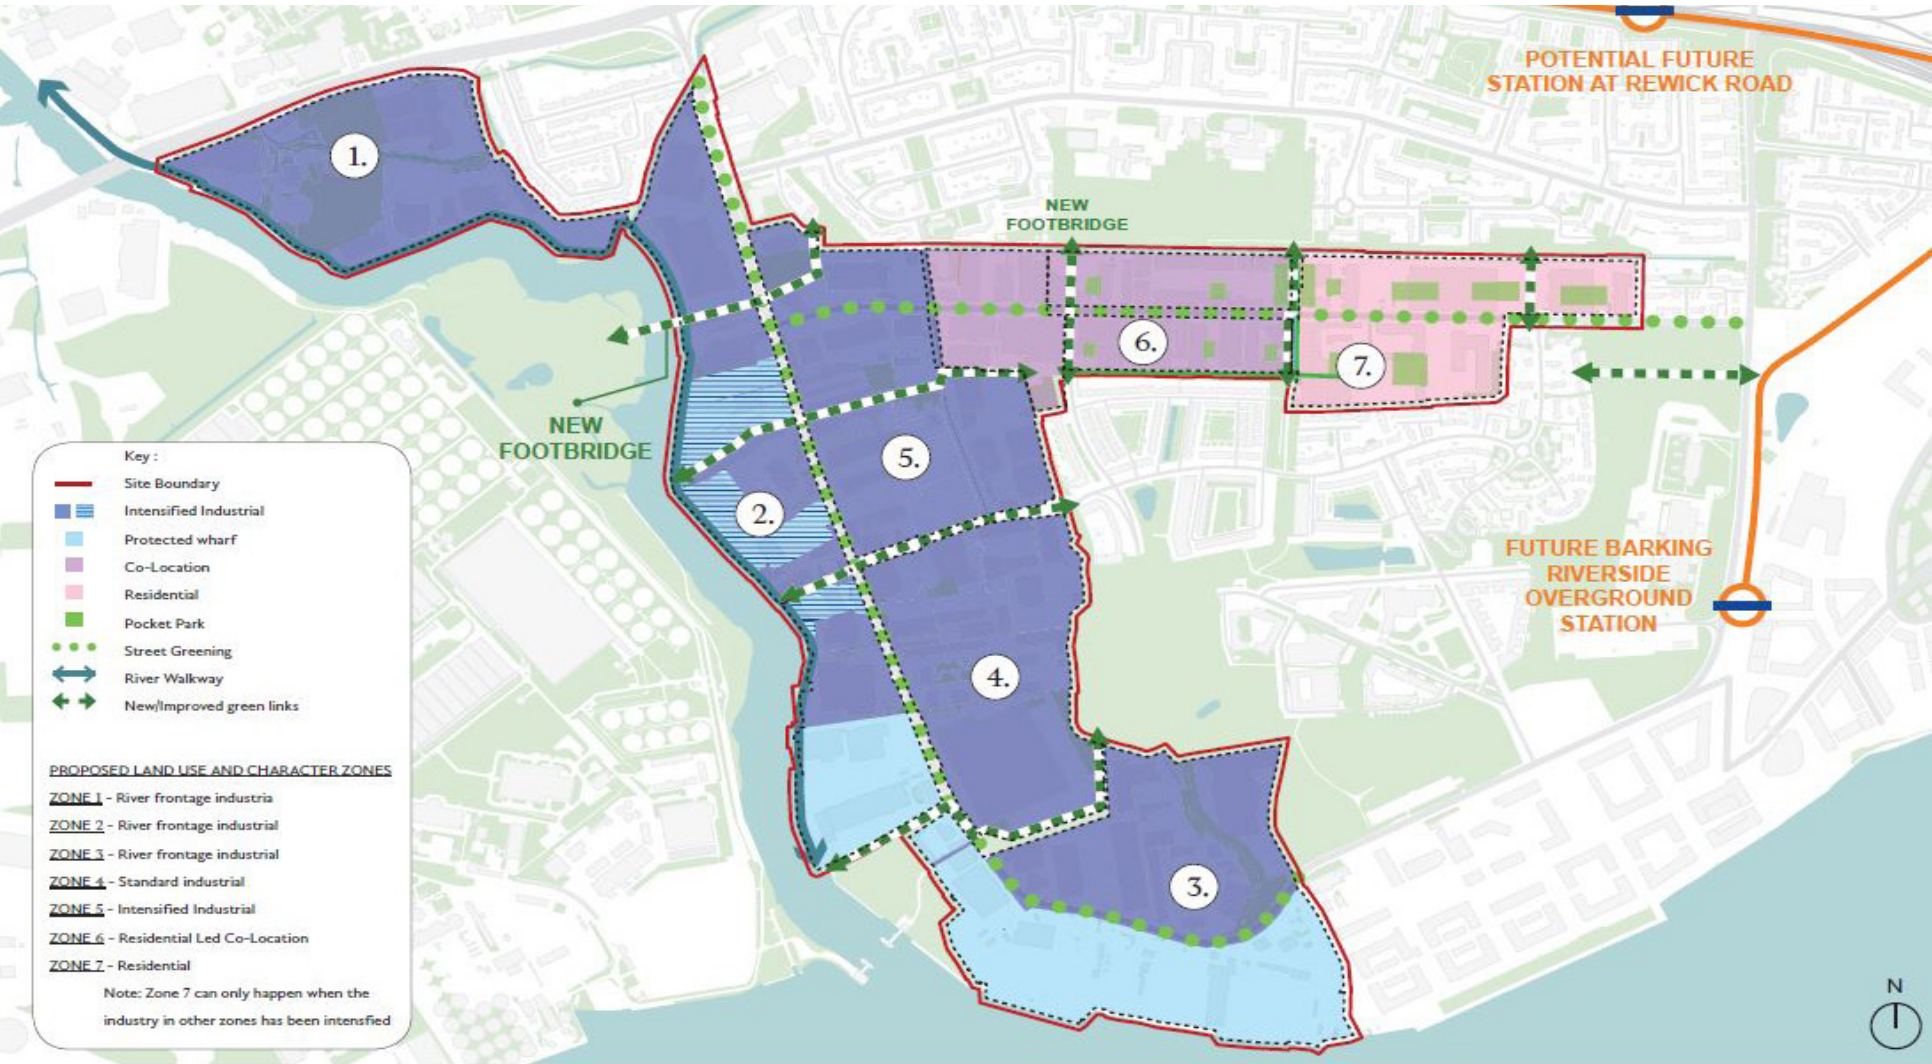 POTENTIAL FUTURE
STATION AT REWICK ROAD
NEW
FOOTBRIDGE
1.
6.
7.
NEW
FOOTBRIDGE
5.
2.
FUTURE BARKING
RIVERSIDE
OVERGROUND
STATION
4.
3.
Key :
Site Boundary
Intensified Industrial
Protected wharf
Co-Location
Residential
Pocket Park
Street Greening
River Walkway
New/Improved green links
PROPOSED LAND USE AND CHARACTER ZONES
ZONE 1 - River frontage industria
ZONE 2 - River frontage industrial
ZONE 3 - River frontage industrial
ZONE 4 - Standard industrial
ZONE 5 - Intensified Industrial
ZONE 6 - Residential Led Co-Location
ZONE 7 - Residential
Note: Zone 7 can only happen when the
industry in other zones has been intensfied
N